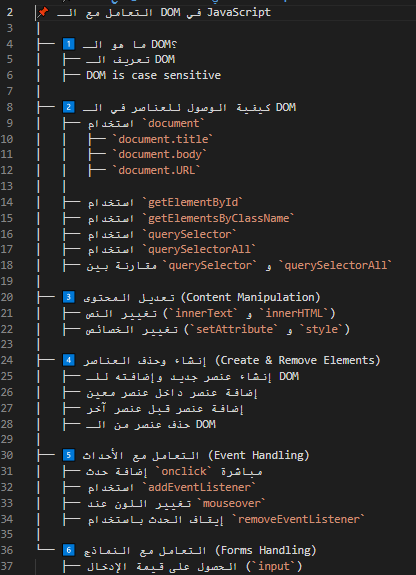 2 📌 التعامل مع الـ DOM في JavaScript
3 │
4 ├── 1️⃣ ما هو الـ DOM؟
5 │   ├── تعريف الـ DOM
6 │   ├── DOM is case sensitive
7 │
8 ├── 2️⃣ كيفية الوصول للعناصر في الـ DOM
9 │   ├── استخدام `document`
10 │   │   ├── `document.title`
11 │   │   ├── `document.body`
12 │   │   ├── `document.URL`
13 │   │
14 │   ├── استخدام `getElementById`
15 │   ├── استخدام `getElementsByClassName`
16 │   ├── استخدام `querySelector`
17 │   ├── استخدام `querySelectorAll`
18 │   ├── مقارنة بين `querySelector` و `querySelectorAll`
19 │
20 ├── 3️⃣ تعديل المحتوى (Content Manipulation)
21 │   ├── تغيير النص (`innerText` و `innerHTML`)
22 │   ├── تغيير الخصائص (`setAttribute` و `style`)
23 │
24 ├── 4️⃣ إنشاء وحذف العناصر (Create & Remove Elements)
25 │   ├── إنشاء عنصر جديد وإضافته للـ DOM
26 │   ├── إضافة عنصر داخل عنصر معين
27 │   ├── إضافة عنصر قبل عنصر آخر
28 │   ├── حذف عنصر من الـ DOM
29 │
30 ├── 5️⃣ التعامل مع الأحداث (Event Handling)
31 │   ├── إضافة حدث `onclick` مباشرة
32 │   ├── استخدام `addEventListener`
33 │   ├── تغيير اللون عند `mouseover`
34 │   ├── إيقاف الحدث باستخدام `removeEventListener`
35 │
36 └── 6️⃣ التعامل مع النماذج (Forms Handling)
37     ├── الحصول على قيمة الإدخال (`input`)